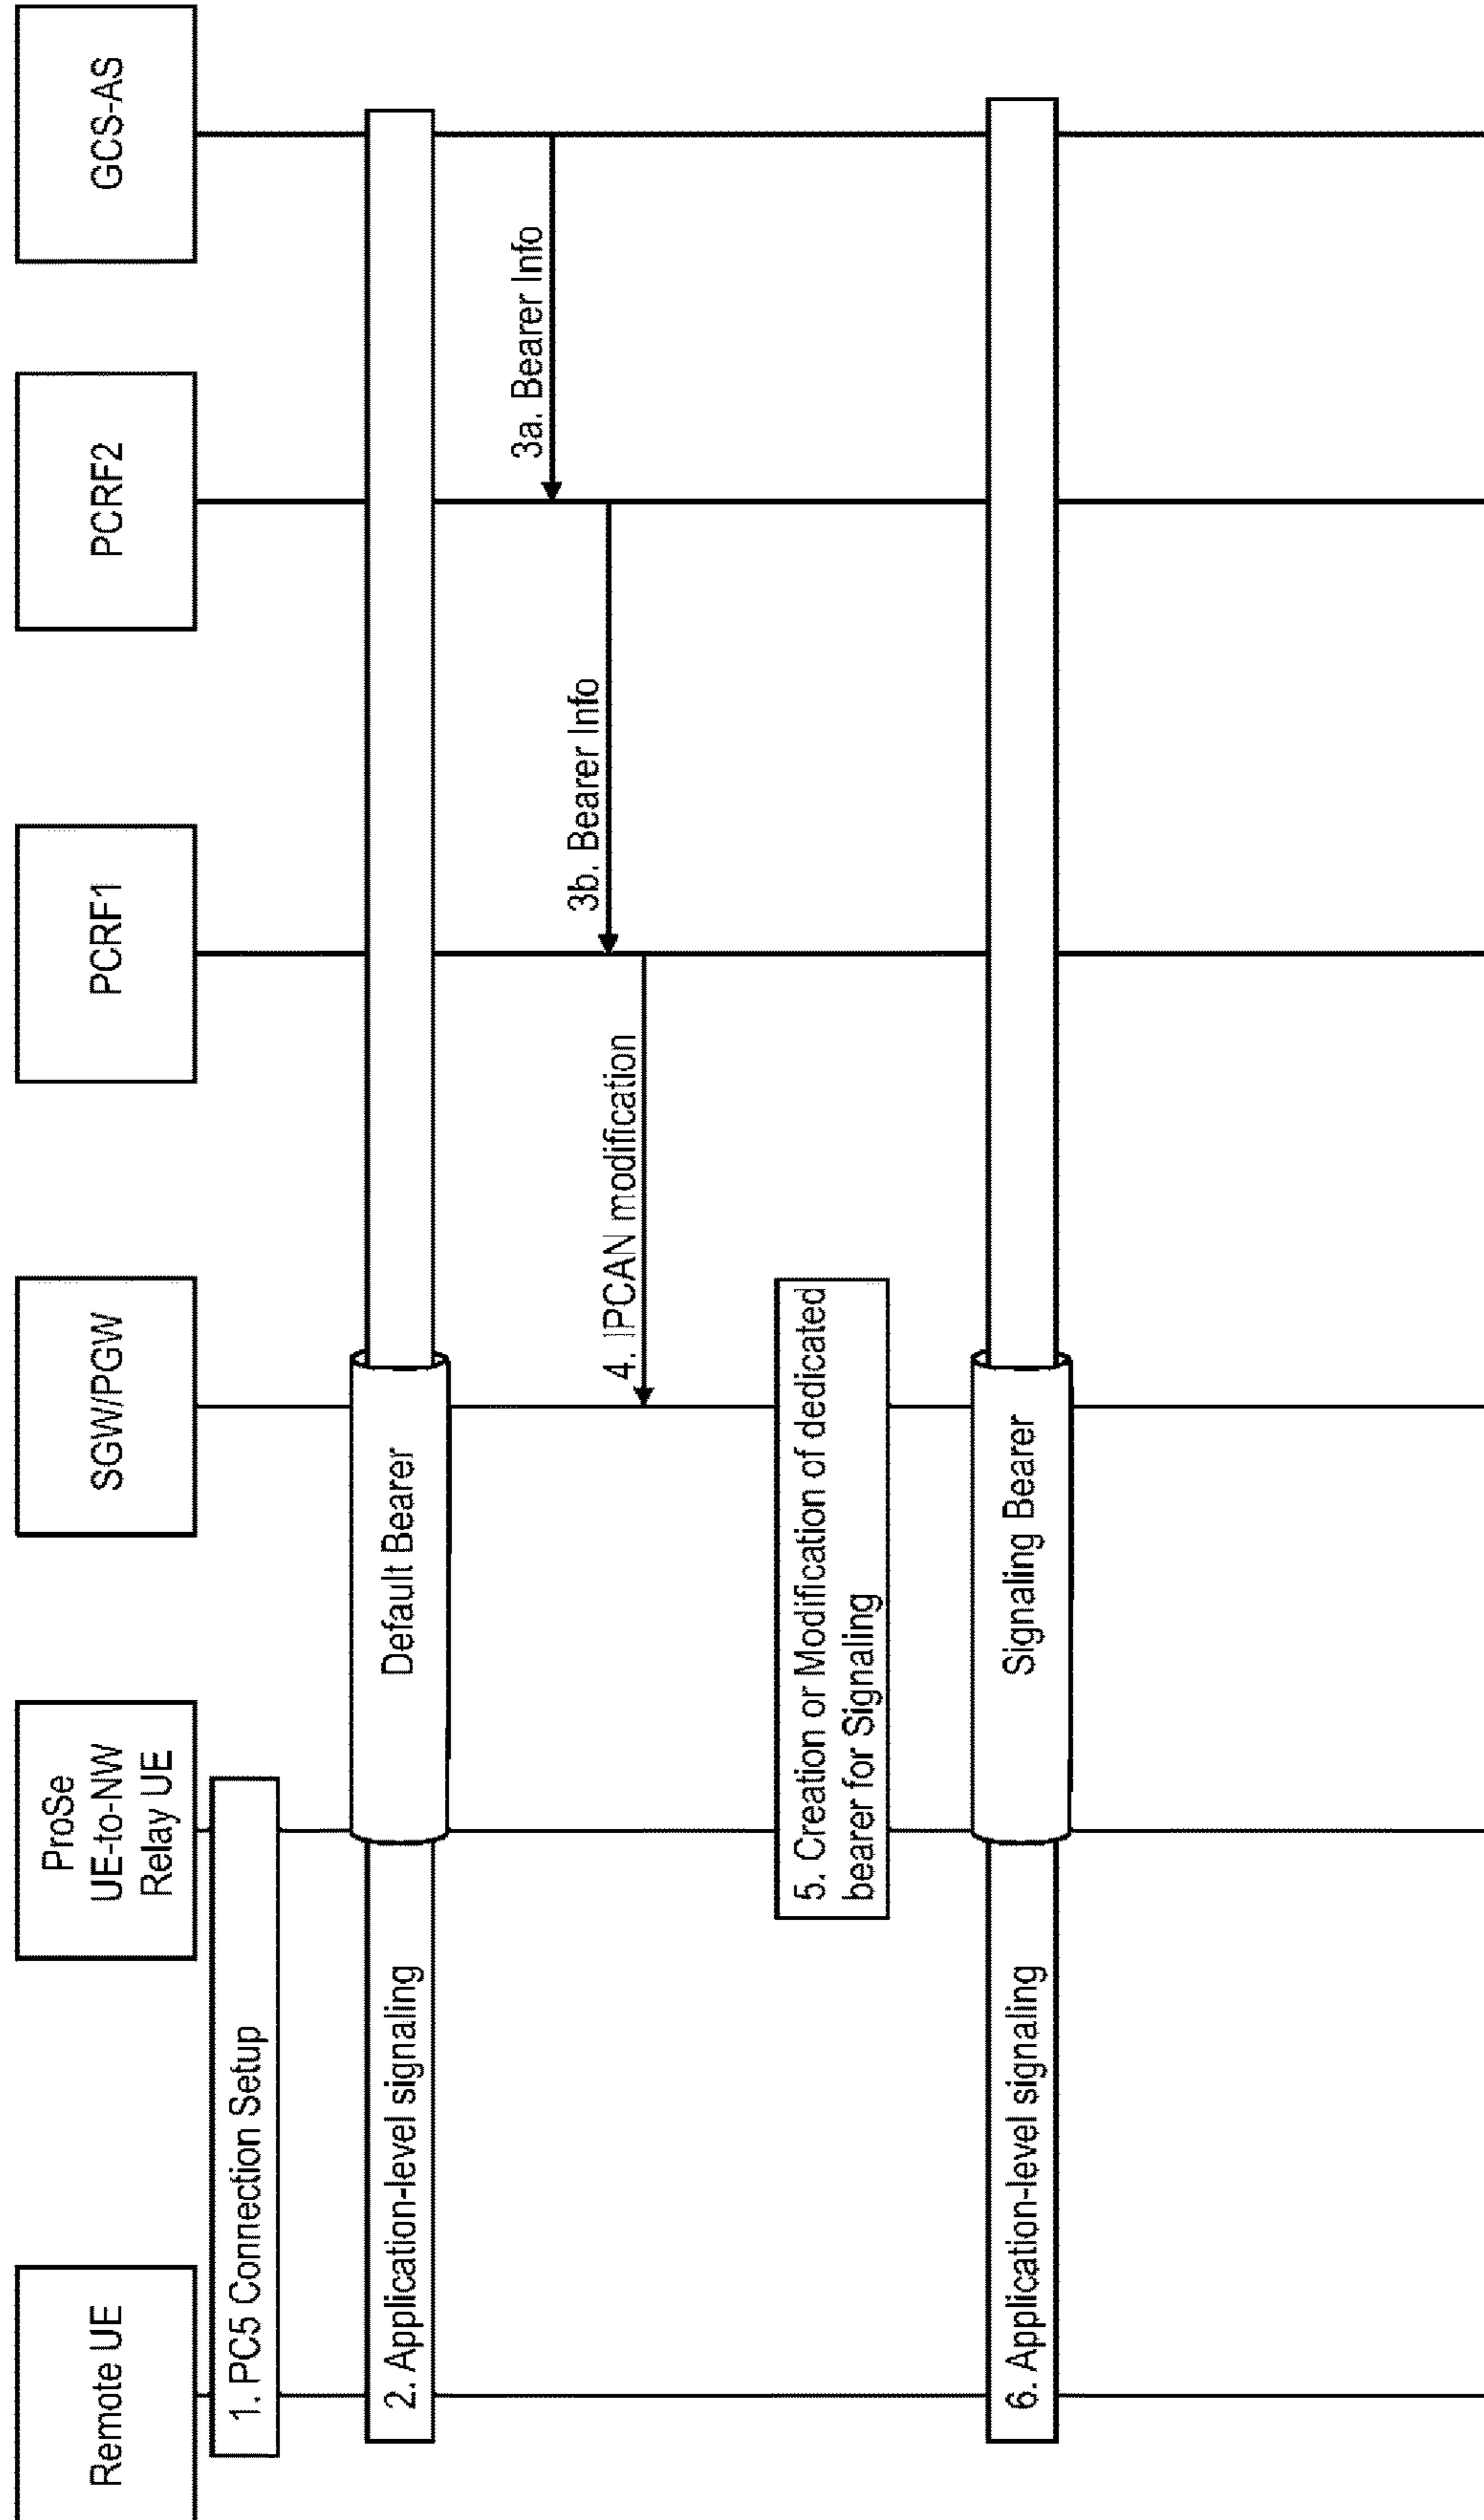 Remote UE
ProSe
UE-to-NW
Relay UE
SGW/PGW
PCRF1
PCRF2
GCS-AS
1. PC5 Connection Setup
2. Application-level signaling
Default Bearer
3a. Bearer Info
3b. Bearer Info
4. IPCAN modification
5. Creation or Modification of dedicated
bearer for Signaling
6. Application-level signaling
Signaling Bearer